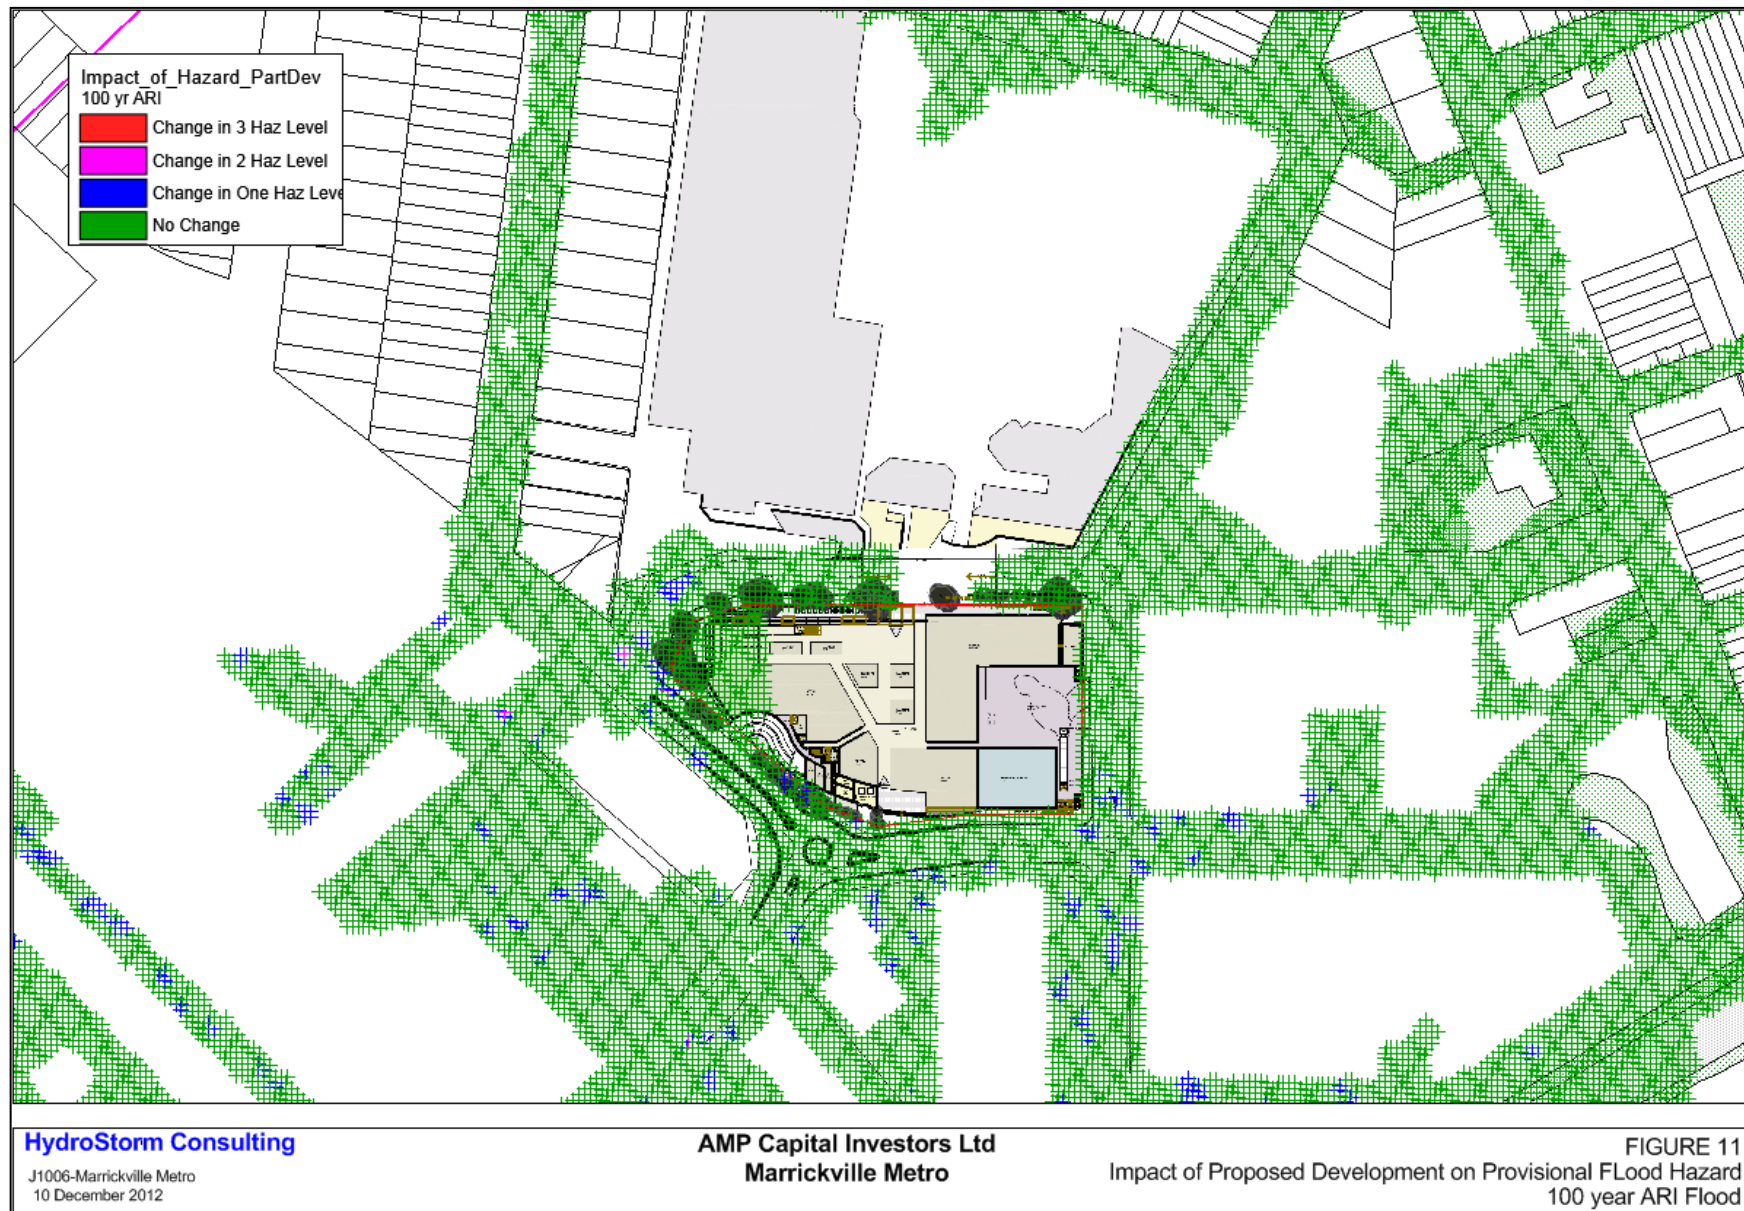 Impact_of_Hazard_PartDev
100 yr ARI
Change in 3 Haz Level
Change in 2 Haz Level
Change in One Haz Leve
No Change
HydroStorm Consulting
J1006-Marrickville Metro
10 December 2012
AMP Capital Investors Ltd
Marrickville Metro
FIGURE 11
Impact of Proposed Development on Provisional FLood Hazard
100 year ARI Flood